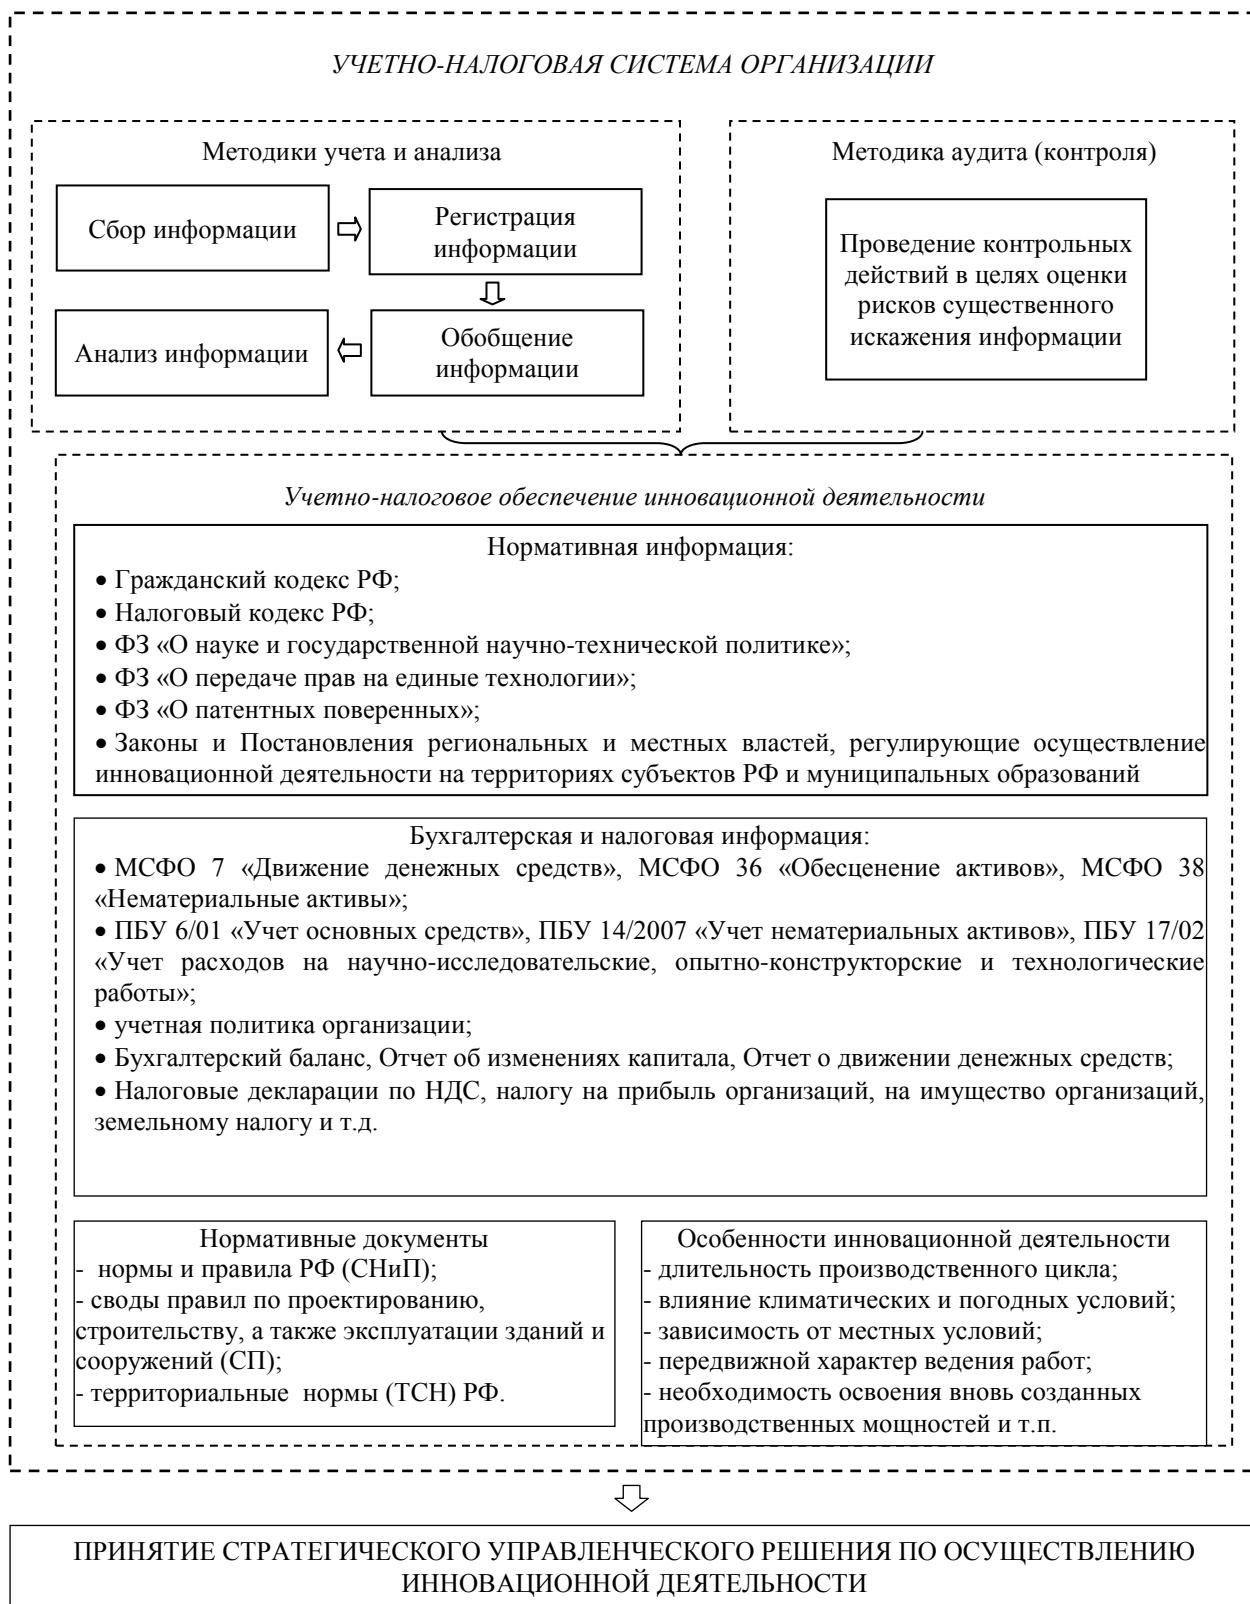 УЧЕТНО-НАЛОГОВАЯ СИСТЕМА ОРГАНИЗАЦИИ
Методики учета и анализа
Сбор информации
Регистрация
информации
Анализ информации
Обобщение
информации
Методика аудита (контроля)
Проведение контрольных
действий в целях оценки
рисков существенного
искажения информации
Учетно-налоговое обеспечение инновационной деятельности
Нормативная информация:
• Гражданский кодекс РФ;
• Налоговый кодекс РФ;
• ФЗ «О науке и государственной научно-технической политике»;
• ФЗ «О передаче прав на единые технологии»;
• ФЗ «О патентных поверенных»;
• Законы и Постановления региональных и местных властей, регулирующие осуществление
инновационной деятельности на территориях субъектов РФ и муниципальных образований
Бухгалтерская и налоговая информация:
• МСФО 7 «Движение денежных средств», МСФО 36 «Обесценение активов», МСФО 38
«Нематериальные активы»;
• ПБУ 6/01 «Учет основных средств», ПБУ 14/2007 «Учет нематериальных активов», ПБУ 17/02
«Учет расходов на научно-исследовательские, опытно-конструкторские и технологические
работы»;
• учетная политика организации;
• Бухгалтерский баланс, Отчет об изменениях капитала, Отчет о движении денежных средств;
• Налоговые декларации по НДС, налогу на прибыль организаций, на имущество организаций,
земельному налогу и т.д.
Нормативные документы
- нормы и правила РФ (СНиП);
- своды правил по проектированию,
строительству, а также эксплуатации зданий и
сооружений (СП);
- территориальные нормы (ТСН) РФ.
Особенности инновационной деятельности
- длительность производственного цикла;
- влияние климатических и погодных условий;
- зависимость от местных условий;
- передвижной характер ведения работ;
- необходимость освоения вновь созданных
производственных мощностей и т.п.
ПРИНЯТИЕ СТРАТЕГИЧЕСКОГО УПРАВЛЕНЧЕСКОГО РЕШЕНИЯ ПО ОСУЩЕСТВЛЕНИЮ
ИННОВАЦИОННОЙ ДЕЯТЕЛЬНОСТИ